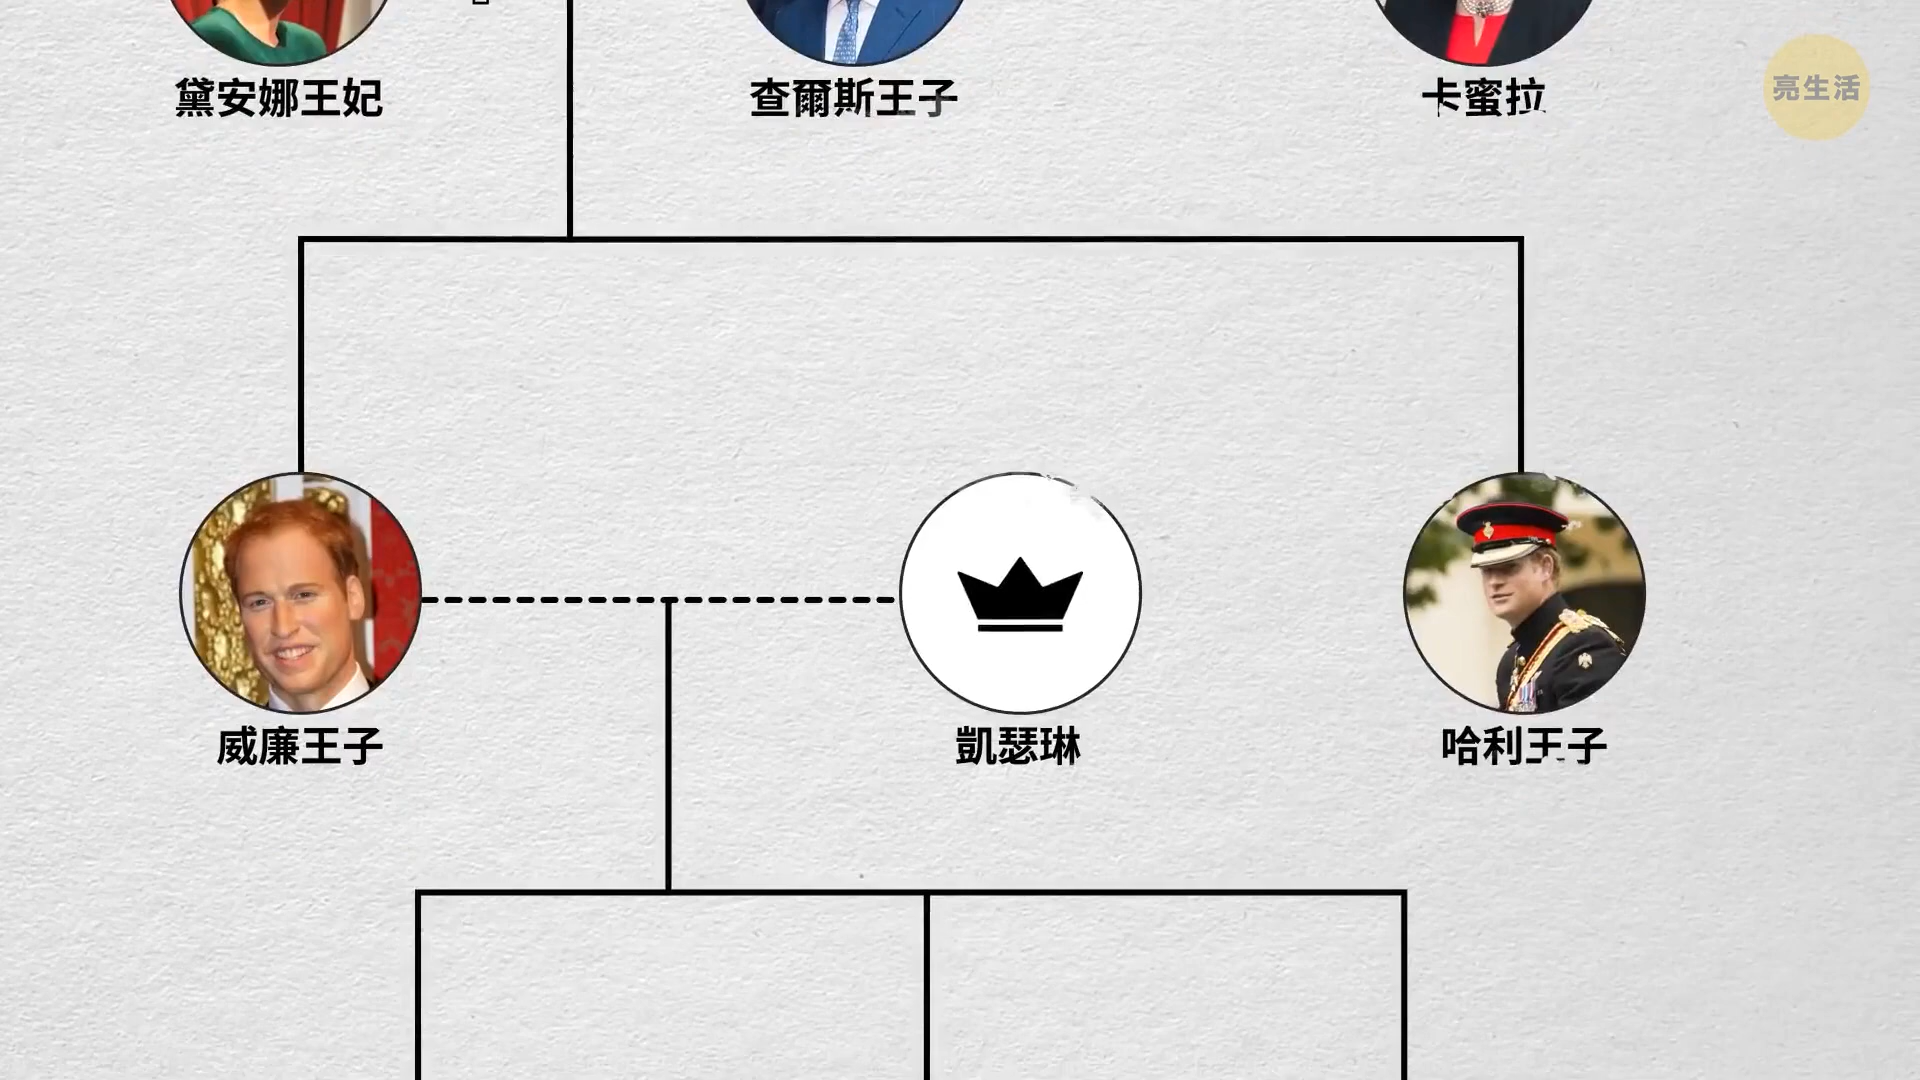 黛安娜王妃
查爾斯王子
卡蜜拉
亮生活
威廉王子
凱瑟琳
哈利王子